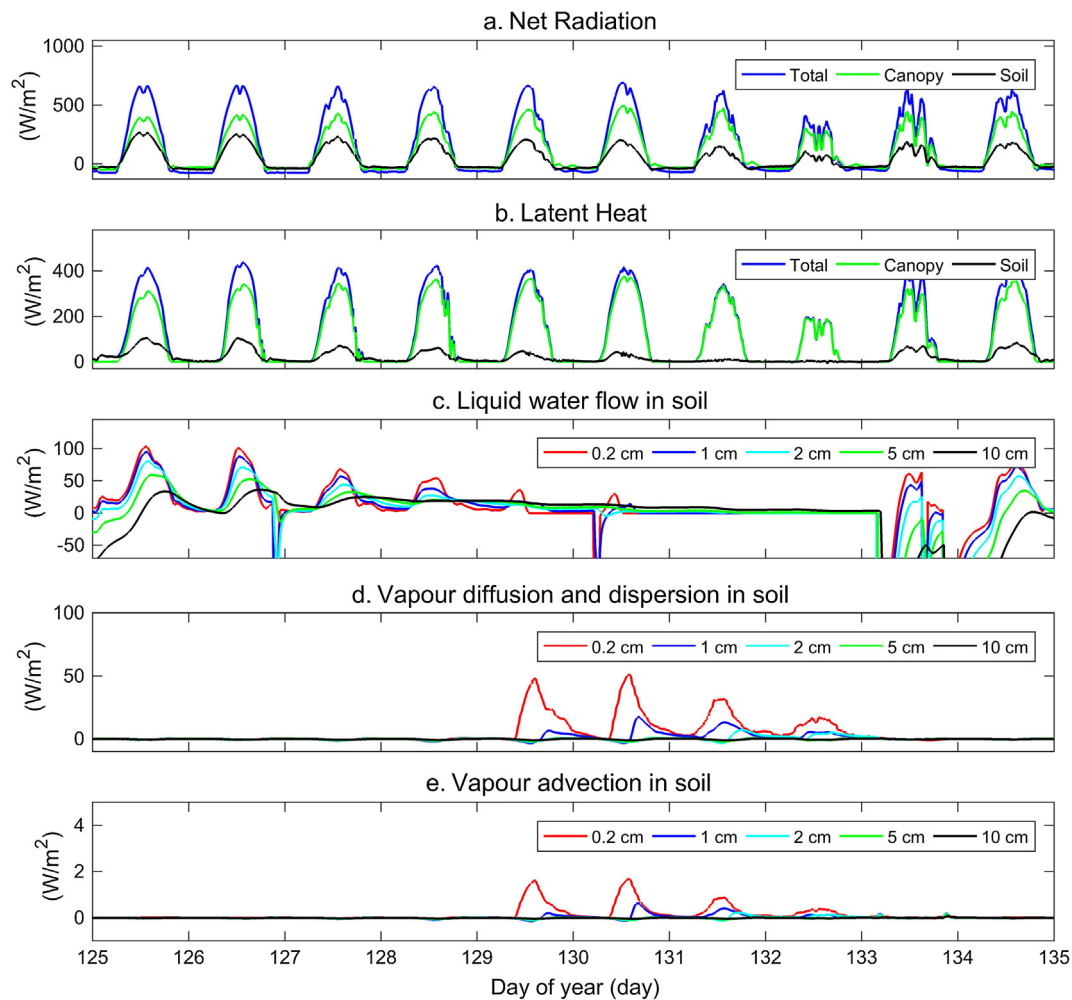 a. Net Radiation
1000
500
0
(W/m²)
Total Canopy Soil
b. Latent Heat
400
200
0
(W/m²)
Total Canopy Soil
c. Liquid water flow in soil
100
50
0
-50
(W/m²)
0.2 cm 1 cm 2 cm 5 cm 10 cm
d. Vapour diffusion and dispersion in soil
100
50
0
(W/m²)
0.2 cm 1 cm 2 cm 5 cm 10 cm
e. Vapour advection in soil
4
2
0
(W/m²)
0.2 cm 1 cm 2 cm 5 cm 10 cm
125 126 127 128 129 130 131 132 133 134 135
Day of year (day)